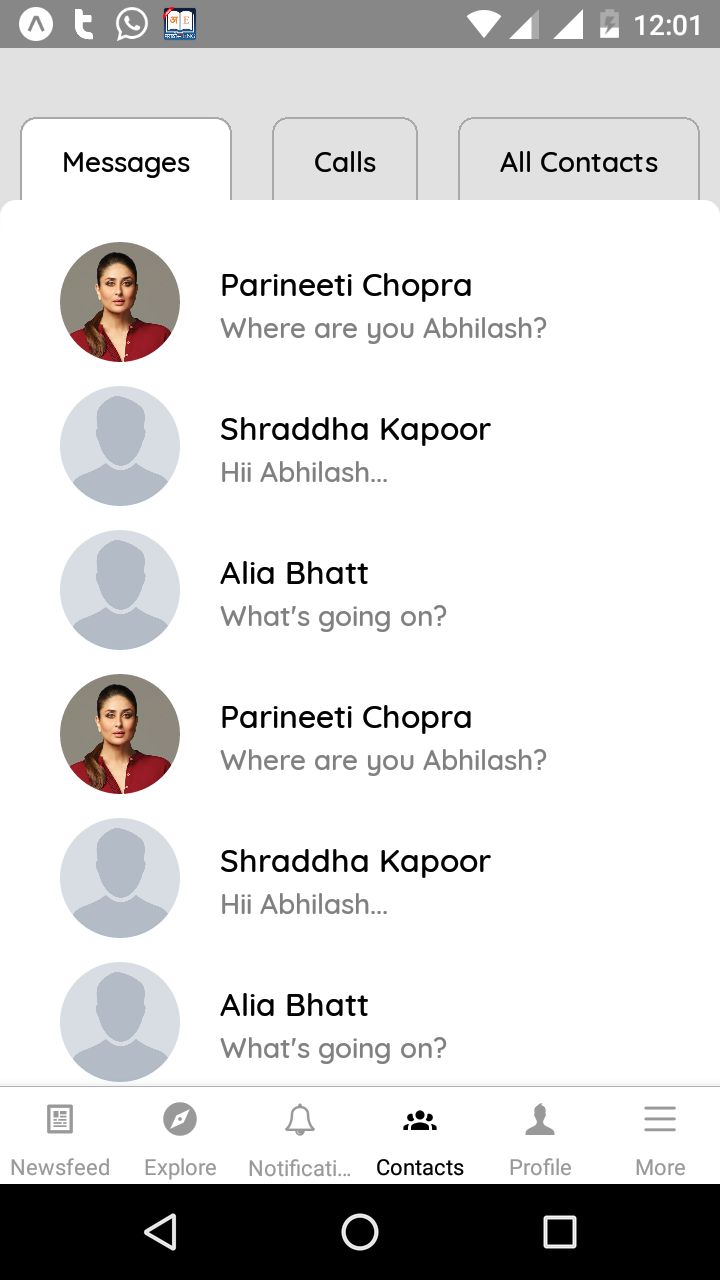 12:01
Messages Calls All Contacts
Parineeti Chopra
Where are you Abhilash?
Shraddha Kapoor
Hii Abhilash...
Alia Bhatt
What's going on?
Parineeti Chopra
Where are you Abhilash?
Shraddha Kapoor
Hii Abhilash...
Alia Bhatt
What's going on?
Newsfeed Explore Notificati... Contacts Profile More